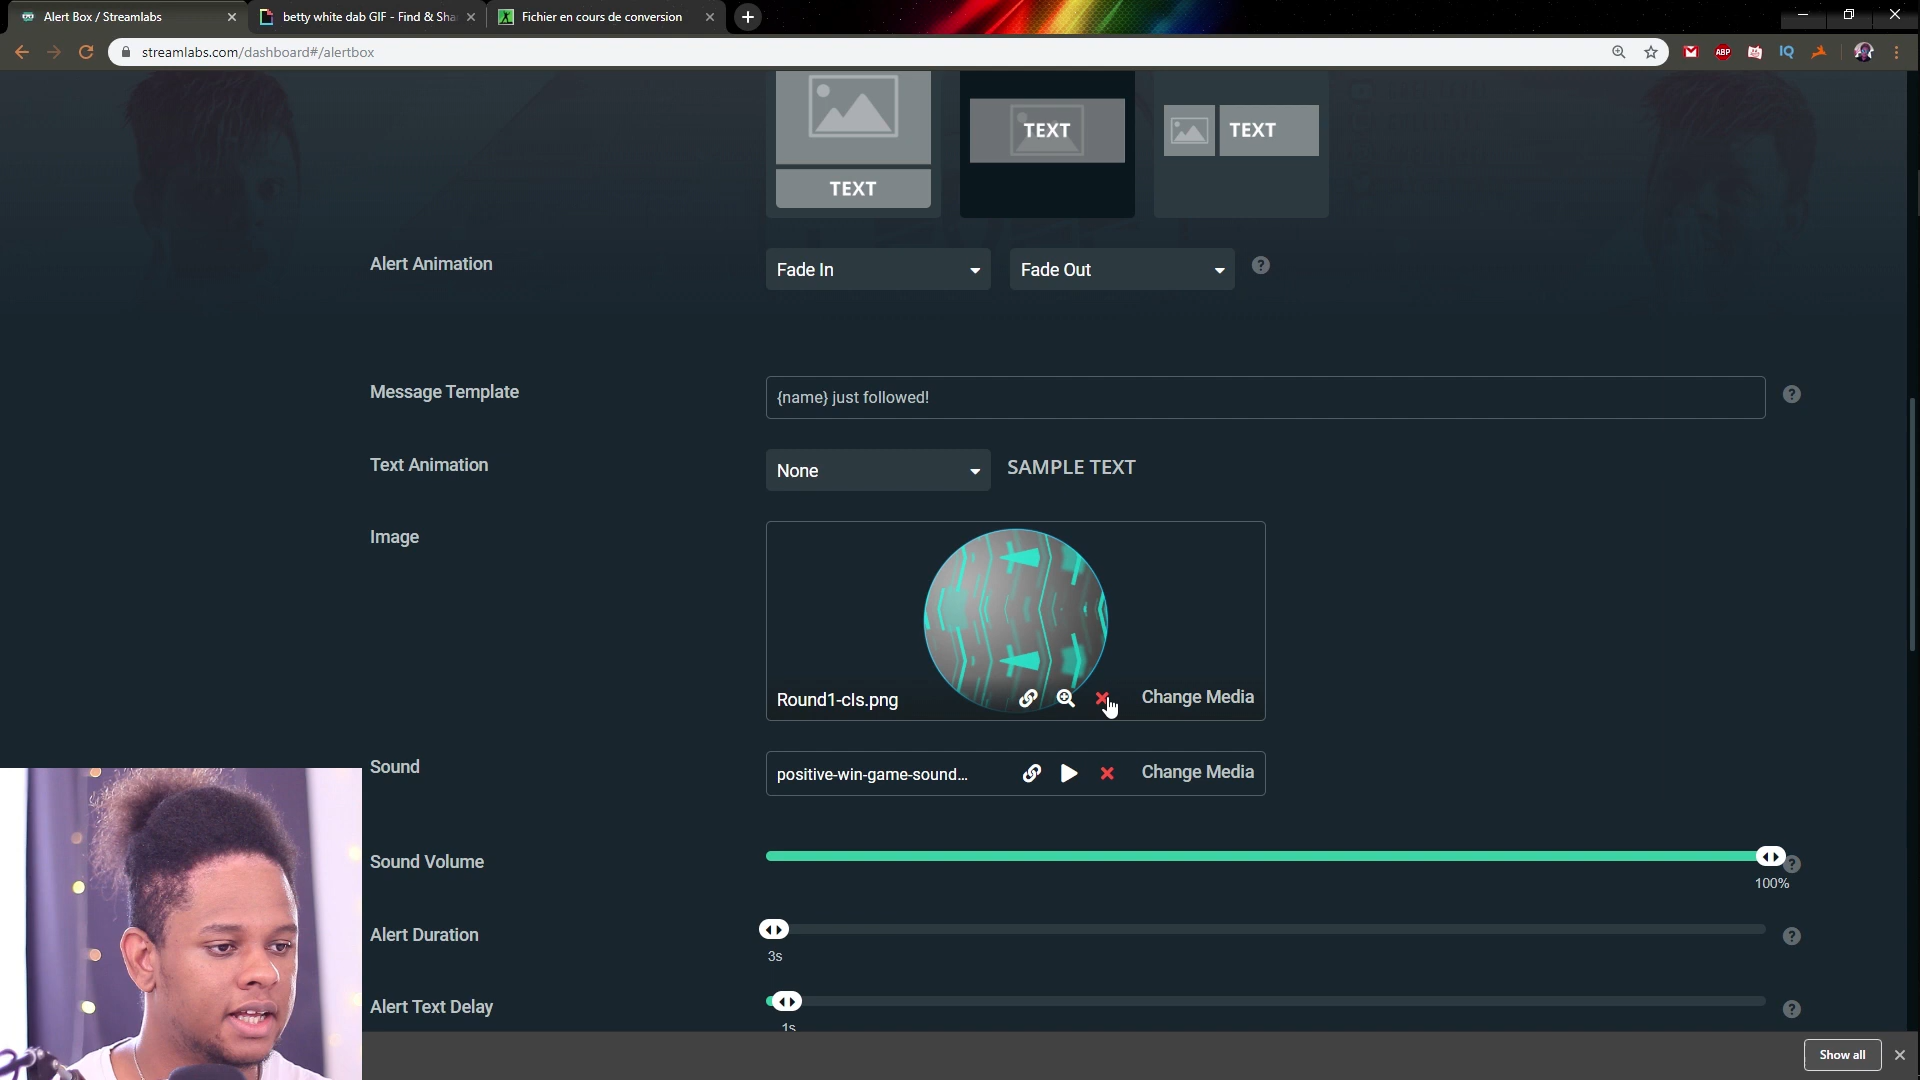 Alert Box / Streamlabs
betty white dab GIF - Find & Sha
Fichier en cours de conversion
streamlabs.com/dashboard#/alertbox
ABP
IQ
TEXT
TEXT
TEXT
Alert Animation
Fade In
Fade Out
?
Message Template
{name} just followed!
?
Text Animation
None
SAMPLE TEXT
Image
Round1-cls.png
Change Media
Sound
positive-win-game-sound...
Change Media
Sound Volume
?
100%
Alert Duration
?
3s
Alert Text Delay
?
1s
Show all